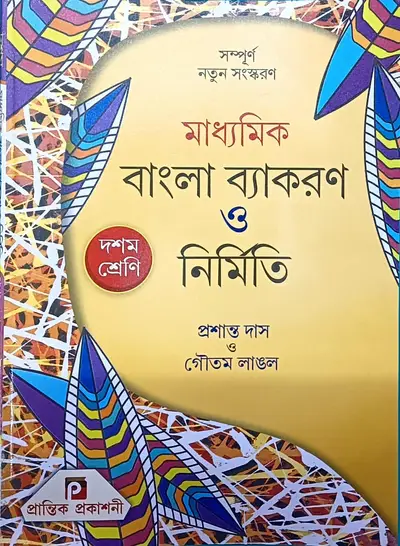 সম্পূর্ণ
নতুন সংস্করণ
মাধ্যমিক
বাংলা ব্যাকরণ
ও
নির্মিতি
দশম
শ্রেণি
প্রশান্ত দাস
ও
গৌতম লাঙল
প্রান্তিক প্রকাশনী